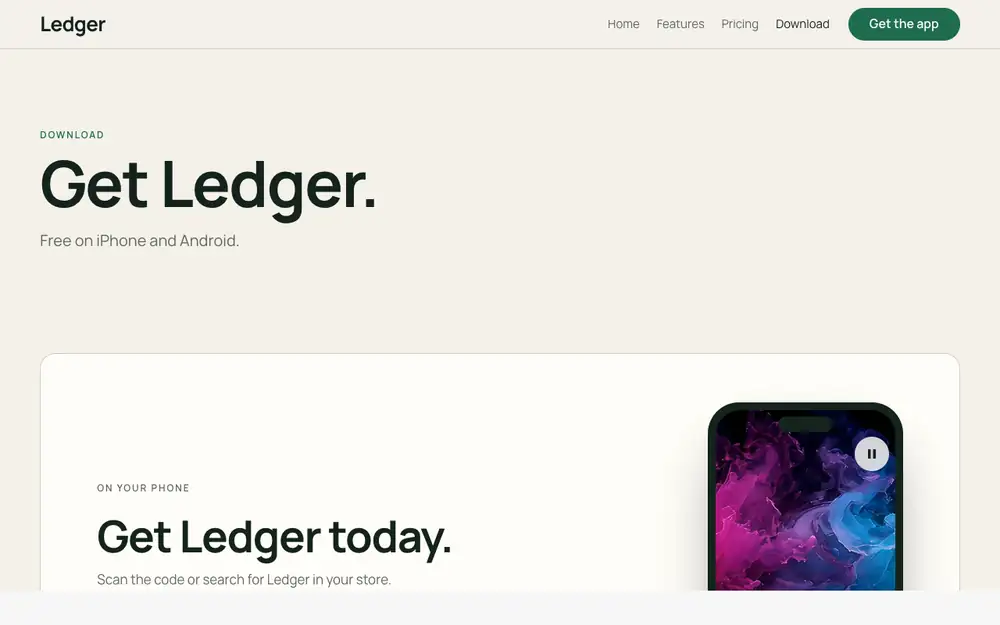 Ledger
Home Features Pricing Download Get the app
DOWNLOAD
Get Ledger.
Free on iPhone and Android.
ON YOUR PHONE
Get Ledger today.
Scan the code or search for Ledger in your store.